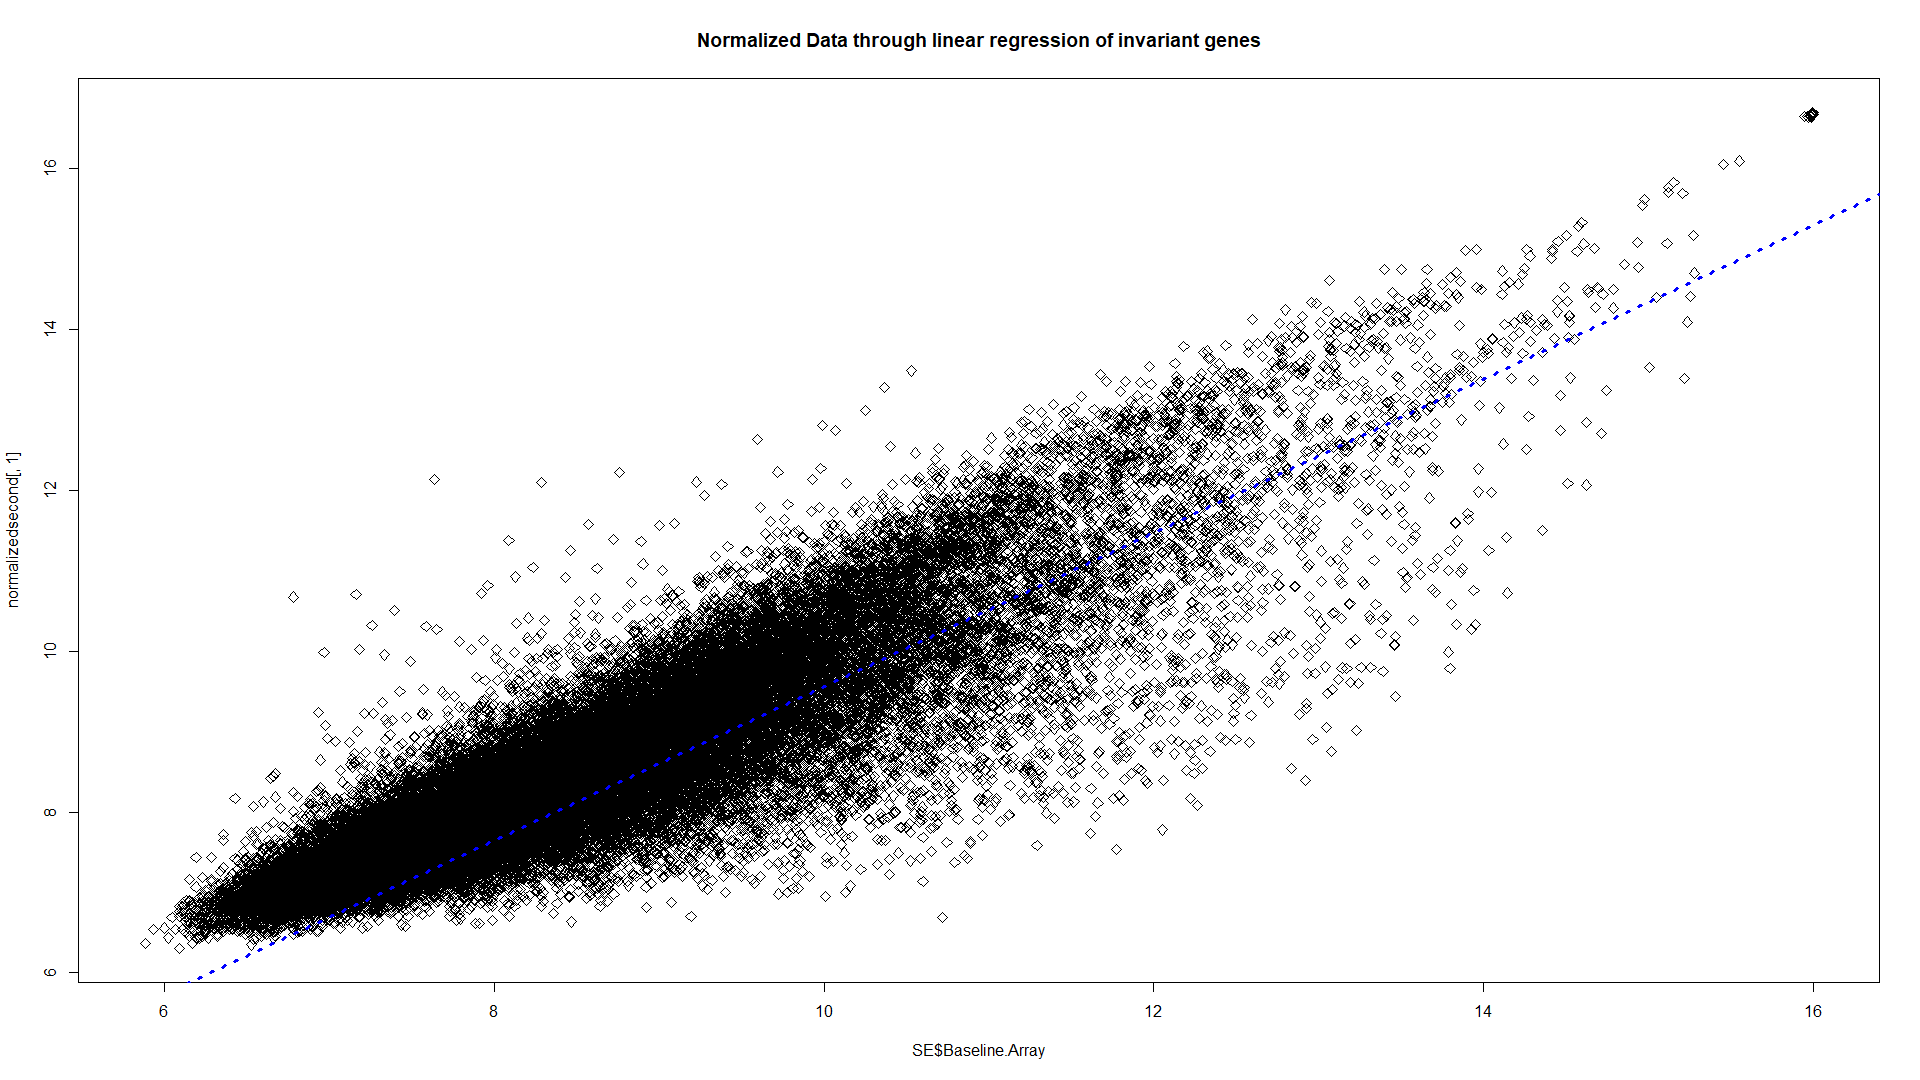 Normalized Data through linear regression of invariant genes
normalizedsecond[, 1]
16
14
12
10
8
6
6 8 10 12 14 16
SE$Baseline.Array